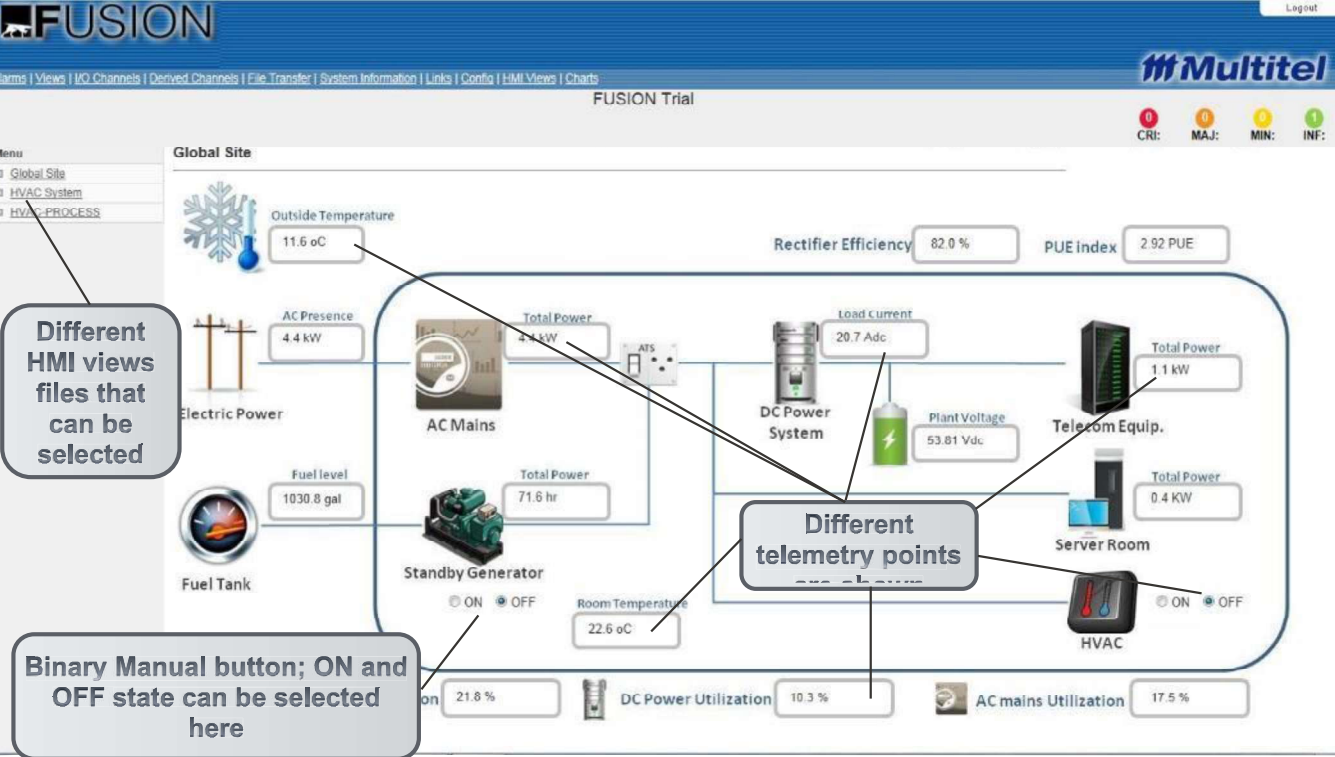 FUSION
Logout
Multitel
larms | Views | I/O Channels | Derived Channels | File Transfer | System Information | Links | Config | HMI Views | Charts
FUSION Trial
0 0 0 1
CRI: MAJ: MIN: INF:
Menu
Global Site
HVAC System
HVAC-PROCESS
Global Site
Outside Temperature
11.6 oC
Rectifier Efficiency 82.0 %
PUE index 2.92 PUE
Different
HMI views
files that
can be
selected
AC Presence
4.4 kW
Electric Power
Total Power
4.4 kW
AC Mains
ATS
Load Current
20.7 Adc
DC Power
System
Plant Voltage
53.81 Vdc
Total Power
1.1 kW
Telecom Equip.
Fuel level
1030.8 gal
Fuel Tank
Total Power
71.6 hr
Standby Generator
ON OFF
Different
telemetry points
are shown
Total Power
0.4 KW
Server Room
Room Temperature
22.6 oC
ON OFF
HVAC
Binary Manual button; ON and
OFF state can be selected
here
on 21.8 %
DC Power Utilization 10.3 %
AC mains Utilization 17.5 %